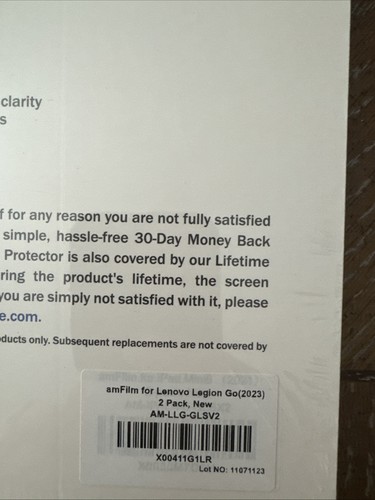 clarity
s
f for any reason you are not fully satisfied
simple, hassle-free 30-Day Money Back
Protector is also covered by our Lifetime
ring the product's lifetime, the screen
you are simply not satisfied with it, please
e.com.
ducts only. Subsequent replacements are not covered by
amFilm for Lenovo Legion Go(2023)
2 Pack, New
AM-LLG-GLSV2
X00411G1LR
Lot NO: 11071123